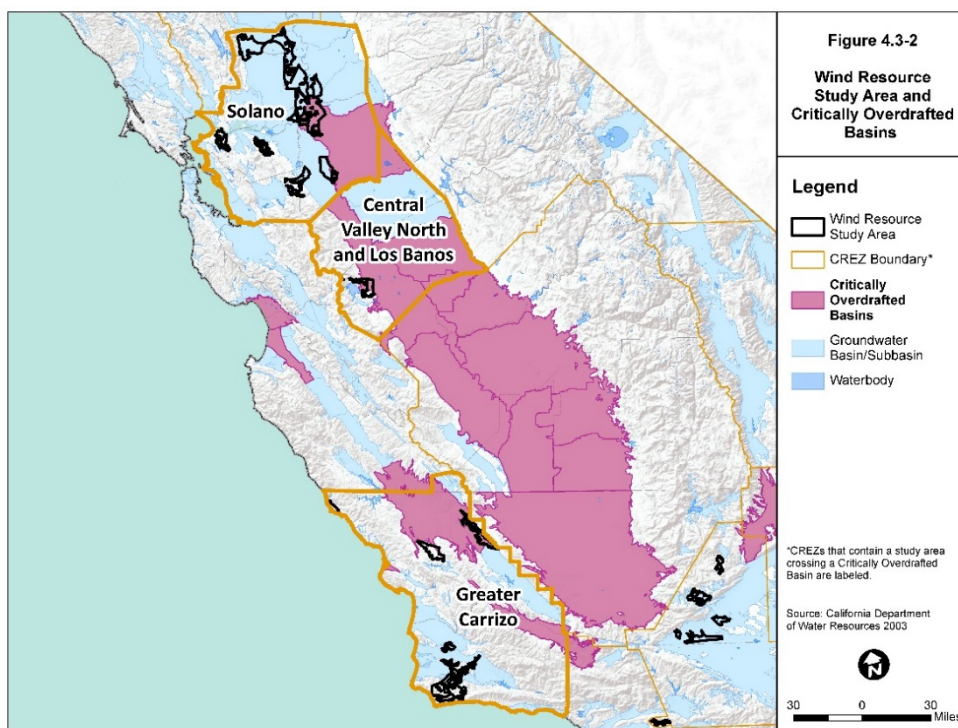 Figure 4.3-2
Wind Resource
Study Area and
Critically Overdrafted
Basins
Legend
Wind Resource
Study Area
CREZ Boundary*
Critically
Overdrafted
Basins
Groundwater
Basin/Subbasin
Waterbody
*CREZs that contain a study area
crossing a Critically Overdrafted
Basin are labeled.
Source: California Department
of Water Resources 2003
N
30 0 30
Miles
Solano
Central
Valley North
and Los Banos
Greater
Carrizo